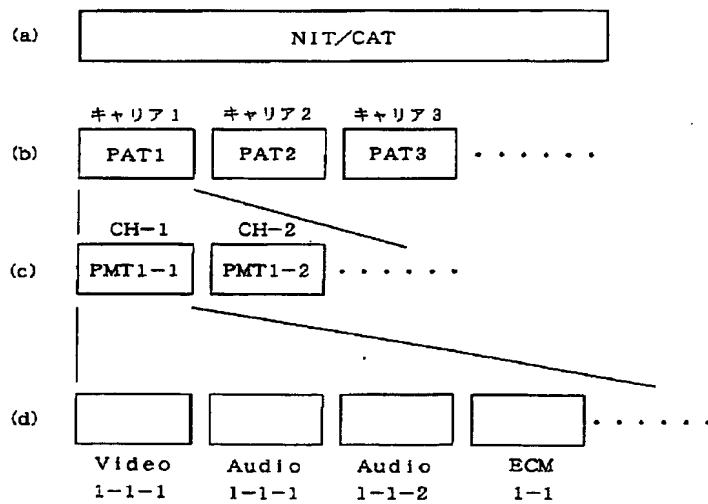 (a) NIT/CAT
キャリア1 キャリア2 キャリア3
(b) PAT1 PAT2 PAT3 ......
CH-1 CH-2
(c) PMT1-1 PMT1-2 ......
(d) ......
Video Audio Audio ECM
1-1-1 1-1-1 1-1-2 1-1